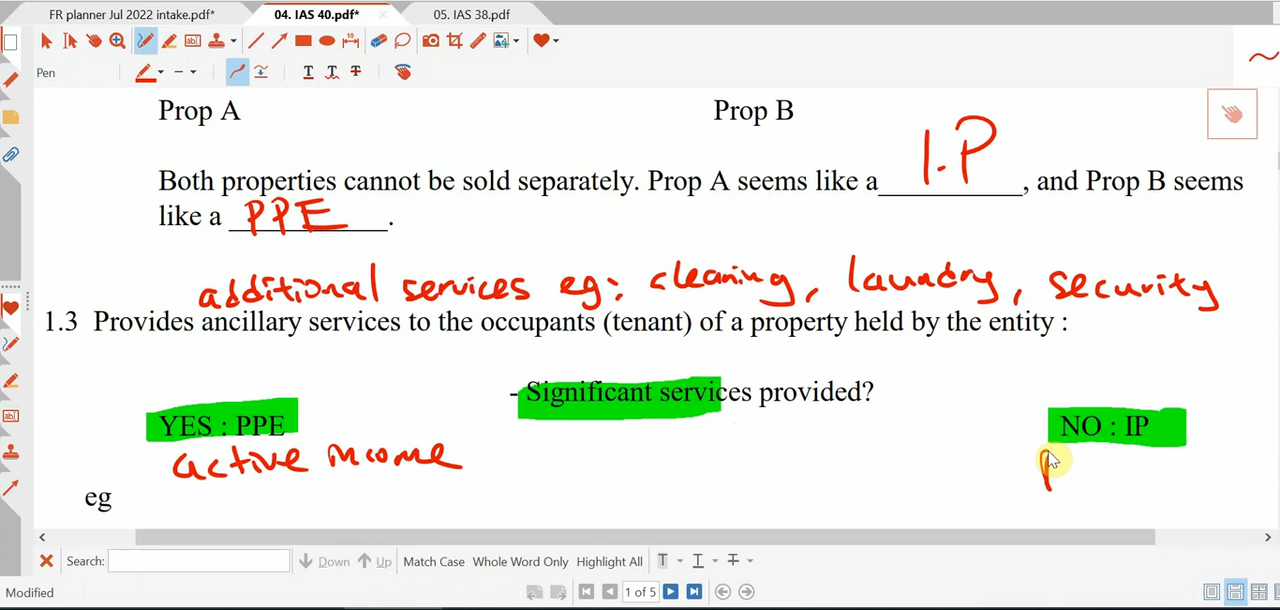 FR planner Jul 2022 intake.pdf*
04. IAS 40.pdf*
05. IAS 38.pdf
Pen
Prop A
Prop B
Both properties cannot be sold separately. Prop A seems like a I.P, and Prop B seems
like a PPE.
additional services eg: cleaning, laundry, security
1.3 Provides ancillary services to the occupants (tenant) of a property held by the entity :
- Significant services provided?
YES : PPE
NO : IP
active income
P
eg
Search:
Down
Up
Match Case
Whole Word Only
Highlight All
Modified
1 of 5